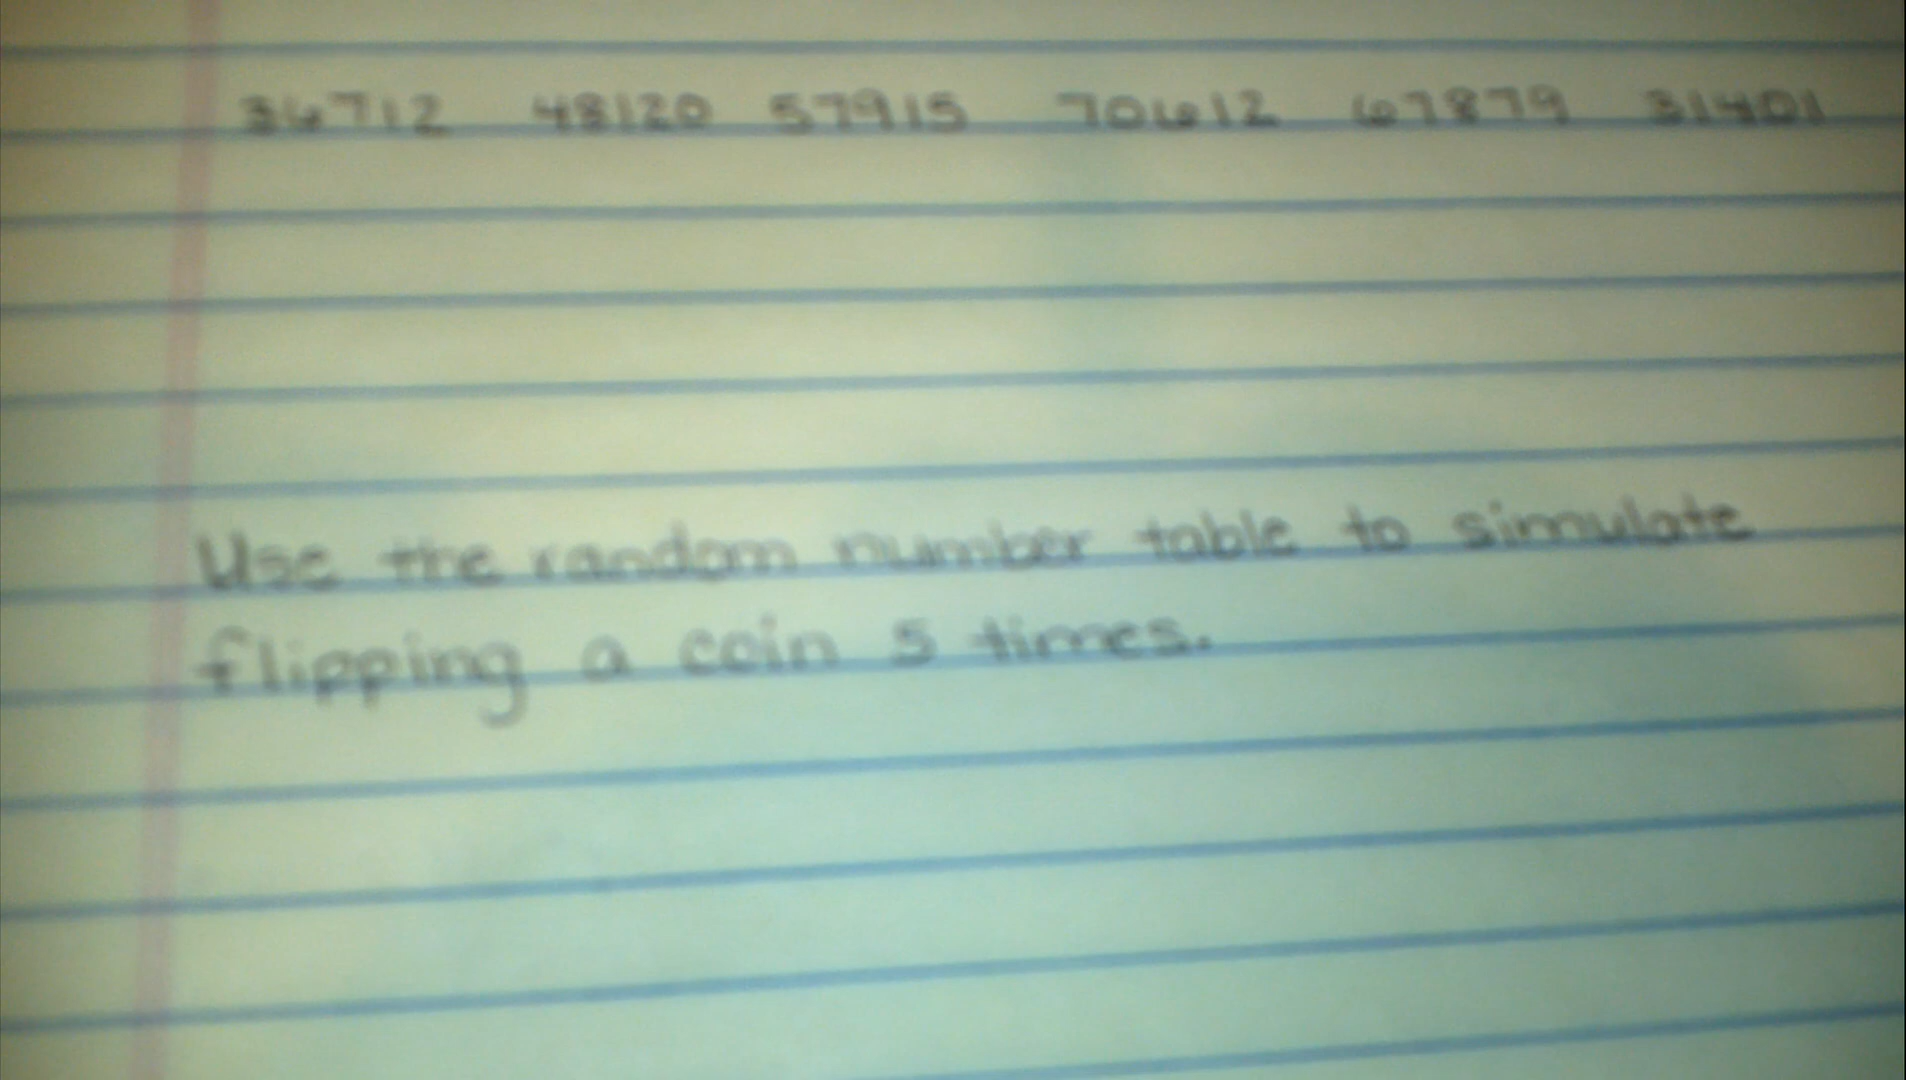 36712 48120 57915 70612 67879 31401
Use the random number table to simulate
flipping a coin 5 times.